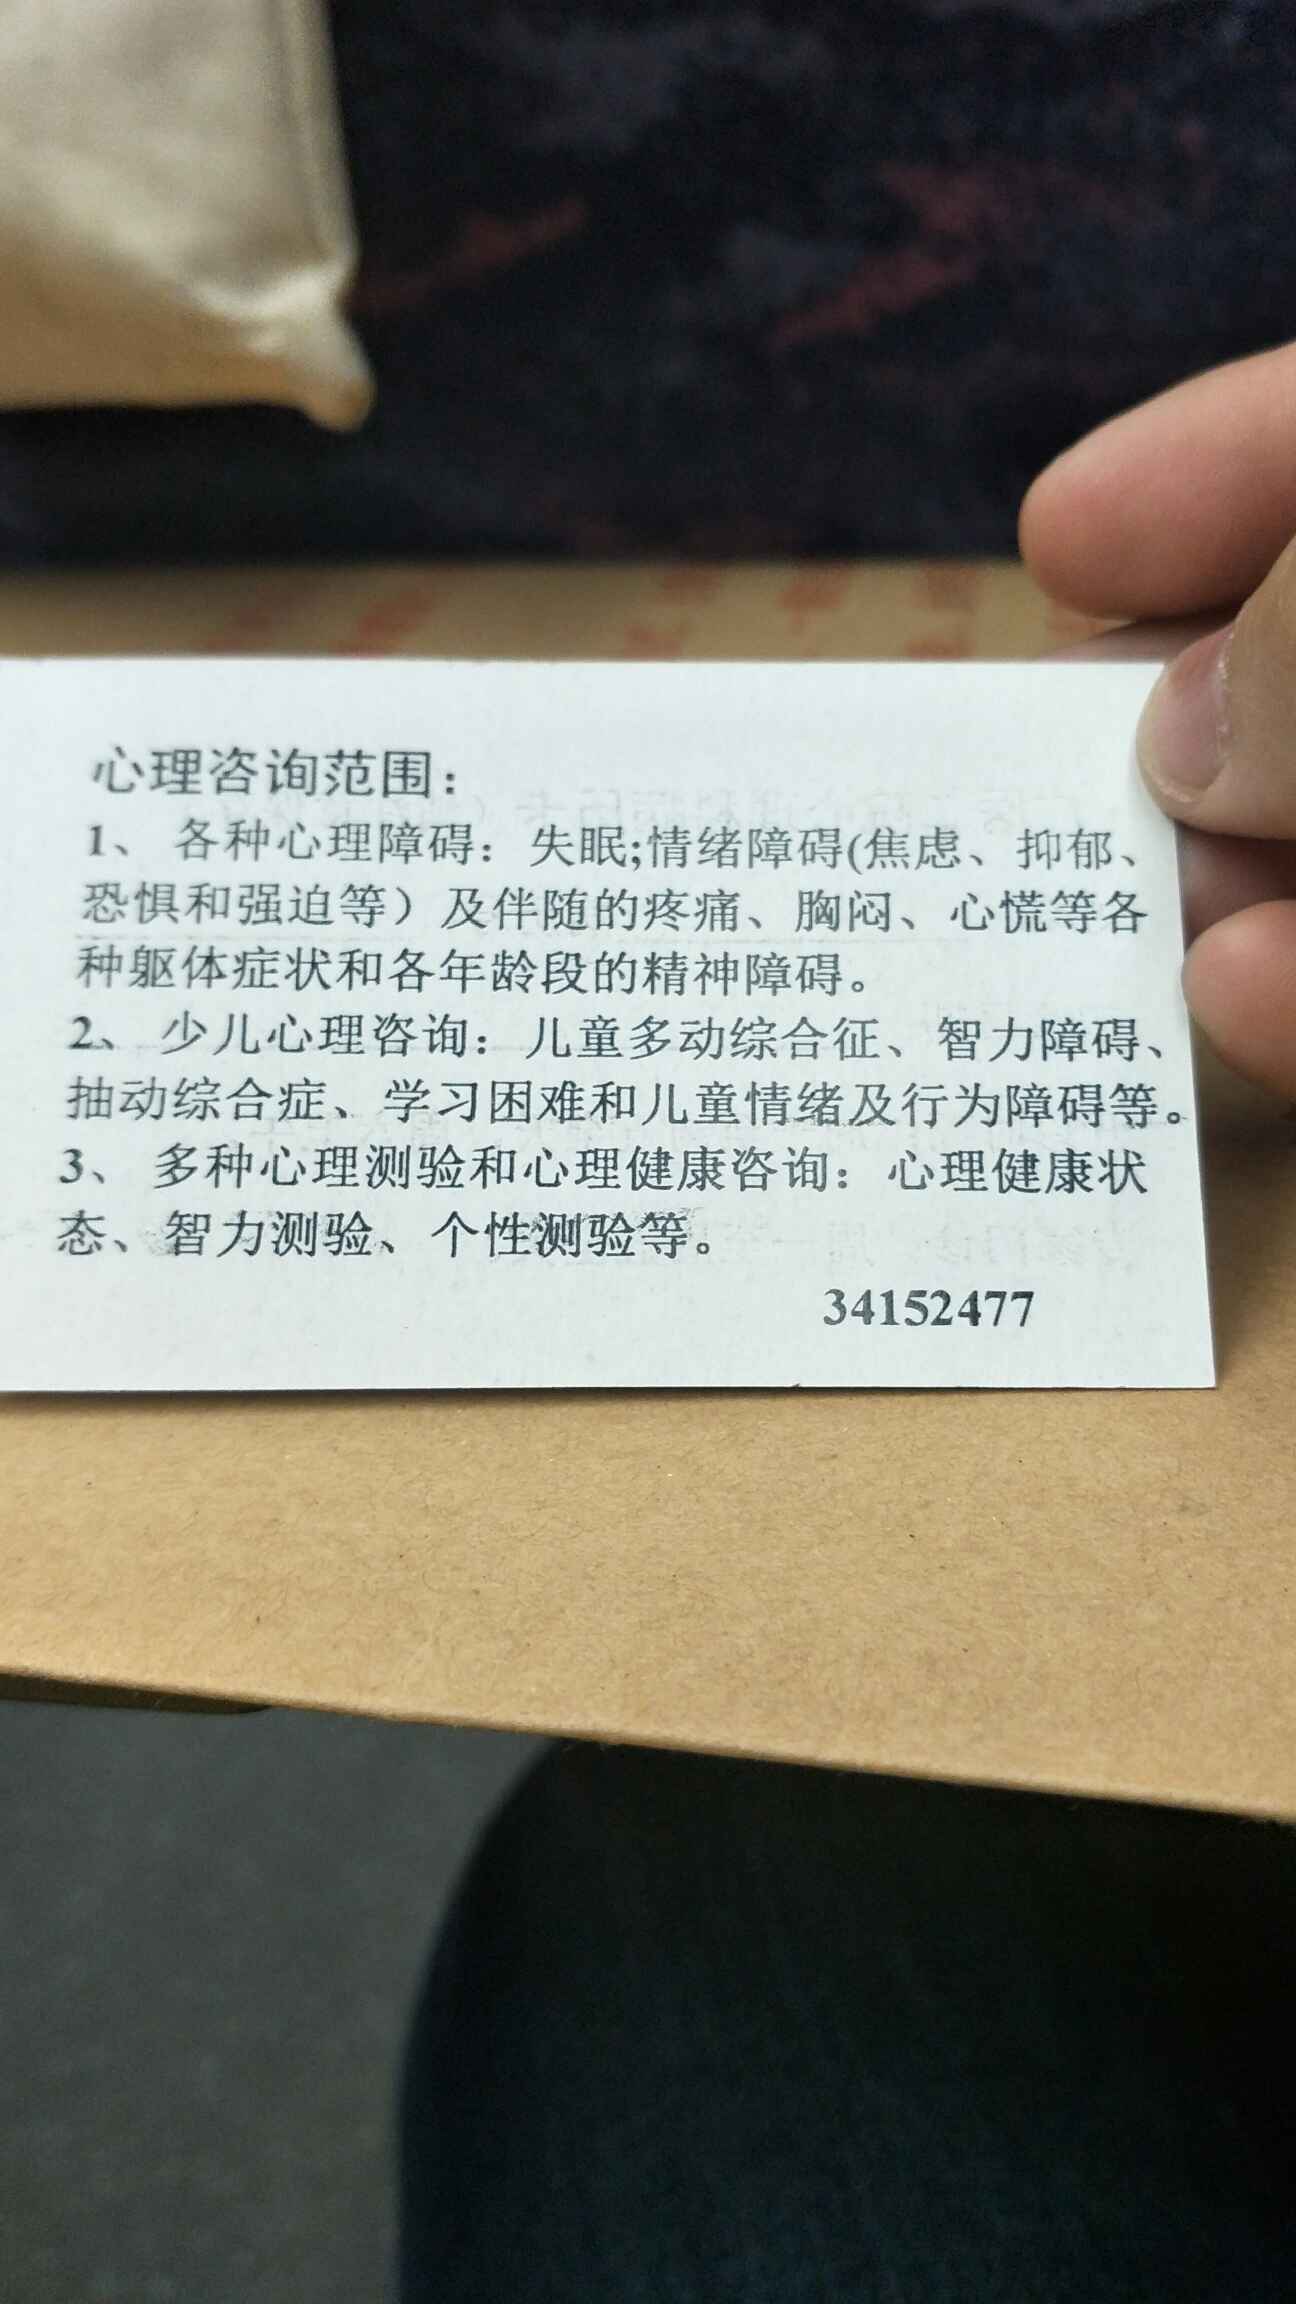 心理咨询范围：
1、 各种心理障碍：失眠;情绪障碍(焦虑、抑郁、
恐惧和强迫等）及伴随的疼痛、胸闷、心慌等各
种躯体症状和各年龄段的精神障碍。
2、 少儿心理咨询：儿童多动综合征、智力障碍、
抽动综合症、学习困难和儿童情绪及行为障碍等。
3、 多种心理测验和心理健康咨询：心理健康状
态、智力测验、个性测验等。
34152477